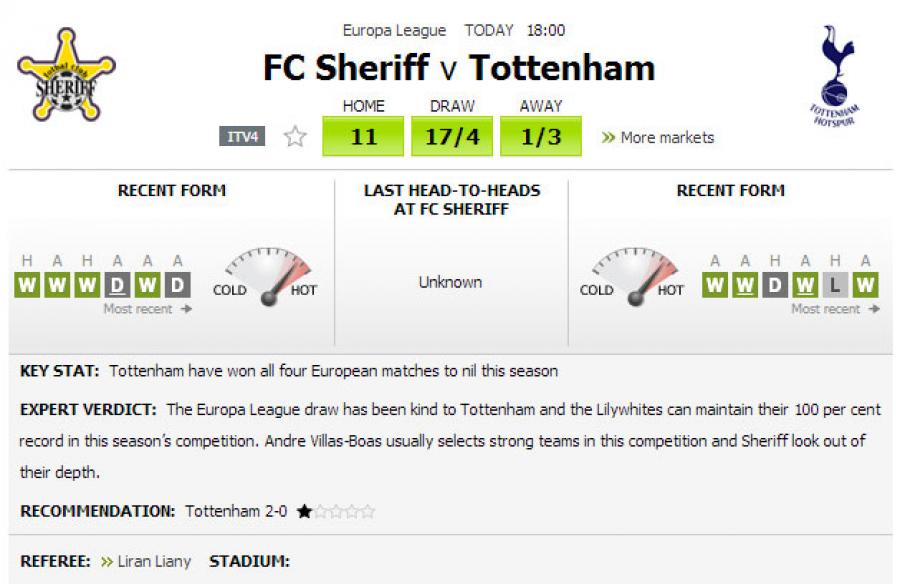 Europa League TODAY 18:00
FC Sheriff v Tottenham
fotbal club
SHERIFF
TOTTENHAM
HOTSPUR
HOME DRAW AWAY
ITV4 11 17/4 1/3 » More markets
RECENT FORM
H A H A A A
W W W D W D
COLD HOT
Most recent →
LAST HEAD-TO-HEADS
AT FC SHERIFF
Unknown
RECENT FORM
A A H A H A
COLD HOT
W W D W L W
Most recent →
KEY STAT: Tottenham have won all four European matches to nil this season
EXPERT VERDICT: The Europa League draw has been kind to Tottenham and the Lilywhites can maintain their 100 per cent
record in this season's competition. Andre Villas-Boas usually selects strong teams in this competition and Sheriff look out of
their depth.
RECOMMENDATION: Tottenham 2-0 ★☆☆☆☆
REFEREE: » Liran Liany STADIUM: